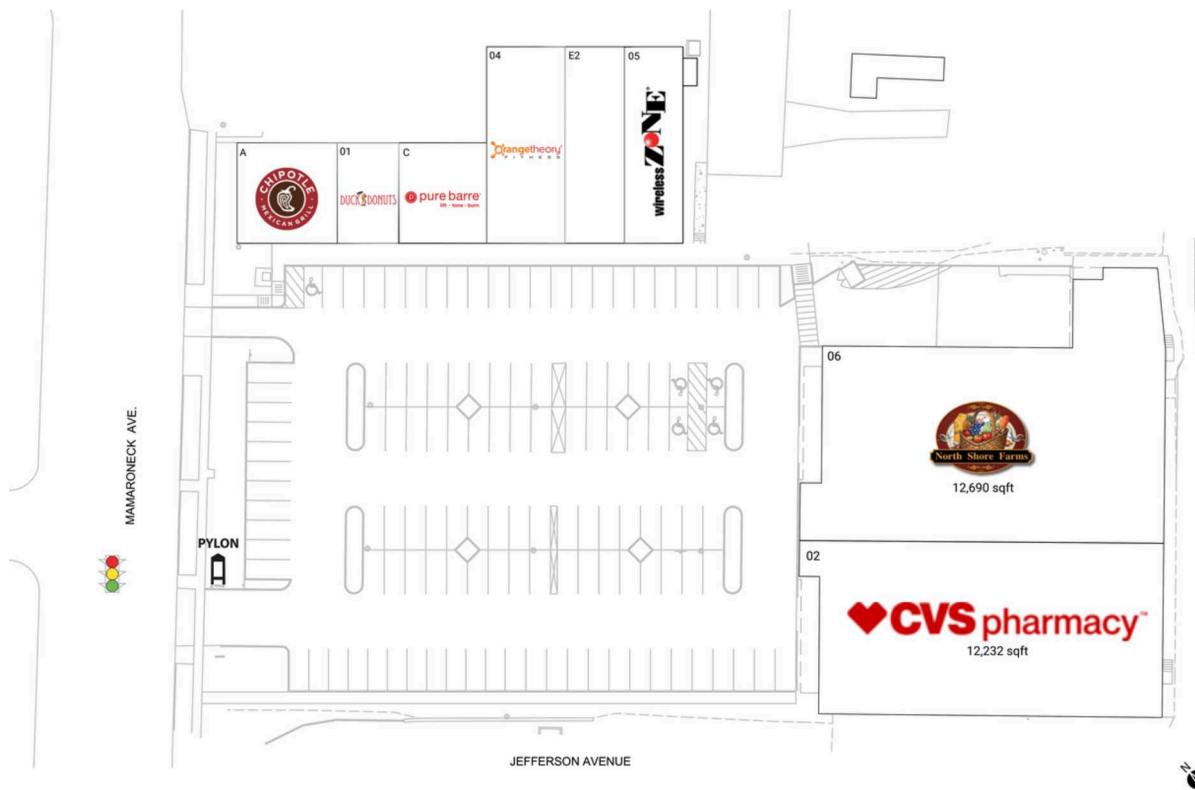 04
E2
05
wireless ZONE
A
01
C
CHIPOTLE
MEXICAN GRILL
DUCK DONUTS
pure barre
lift • tone • burn
orangetheory
FITNESS
06
North Shore Farms
12,690 sqft
MAMARONECK AVE.
PYLON
02
CVS pharmacy™
12,232 sqft
JEFFERSON AVENUE
N